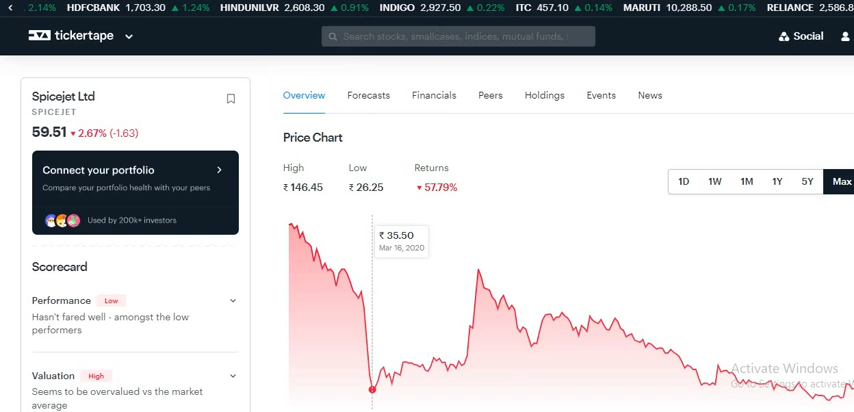 2.14% HDFCBANK 1,703.30 ▲ 1.24% HINDUNILVR 2,608.30 ▲ 0.91% INDIGO 2,927.50 ▲ 0.22% ITC 457.10 ▲ 0.14% MARUTI 10,288.50 ▲ 0.17% RELIANCE 2,586.8
tickertape
Search stocks, smallcases, indices, mutual funds,
Social
Spicejet Ltd
SPICEJET
59.51 ▼ 2.67% (-1.63)
Connect your portfolio
Compare your portfolio health with your peers
Used by 200k+ investors
Scorecard
Performance Low
Hasn't fared well - amongst the low
performers
Valuation High
Seems to be overvalued vs the market
average
Overview Forecasts Financials Peers Holdings Events News
Price Chart
High Low Returns
₹ 146.45 ₹ 26.25 ▼ 57.79%
1D 1W 1M 1Y 5Y Max
₹ 35.50
Mar 16, 2020
Activate Windows
Go to Settings to activate W